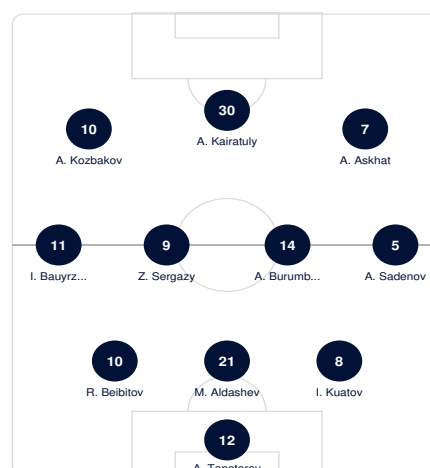 30
10
7
A. Kairatuly
A. Kozbakov
A. Askhat
11
9
14
5
I. Bauyrz...
Z. Sergazy
A. Burumb...
A. Sadenov
10
21
8
R. Beibitov
M. Aldashev
I. Kuatov
12